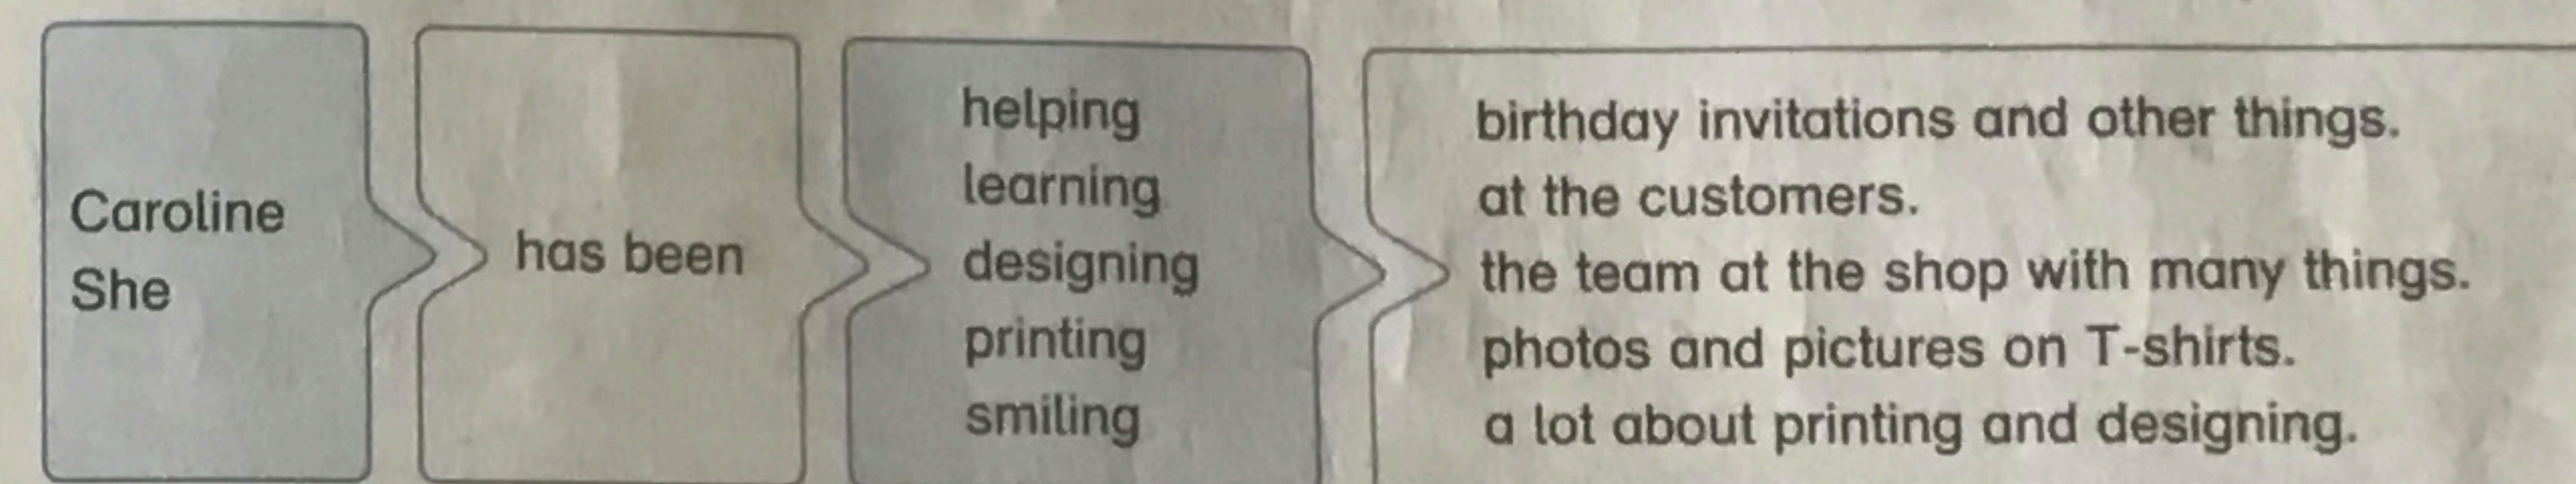 Caroline
She
has been
helping
learning
designing
printing
smiling
birthday invitations and other things.
at the customers.
the team at the shop with many things.
photos and pictures on T-shirts.
a lot about printing and designing.